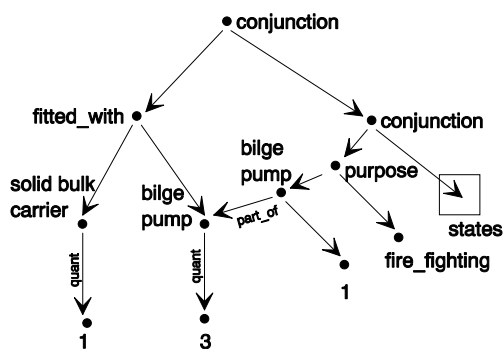 conjunction
fitted_with
conjunction
bilge
pump
purpose
solid bulk
carrier
bilge
pump
part_of
states
fire_fighting
quant
quant
1
1
3